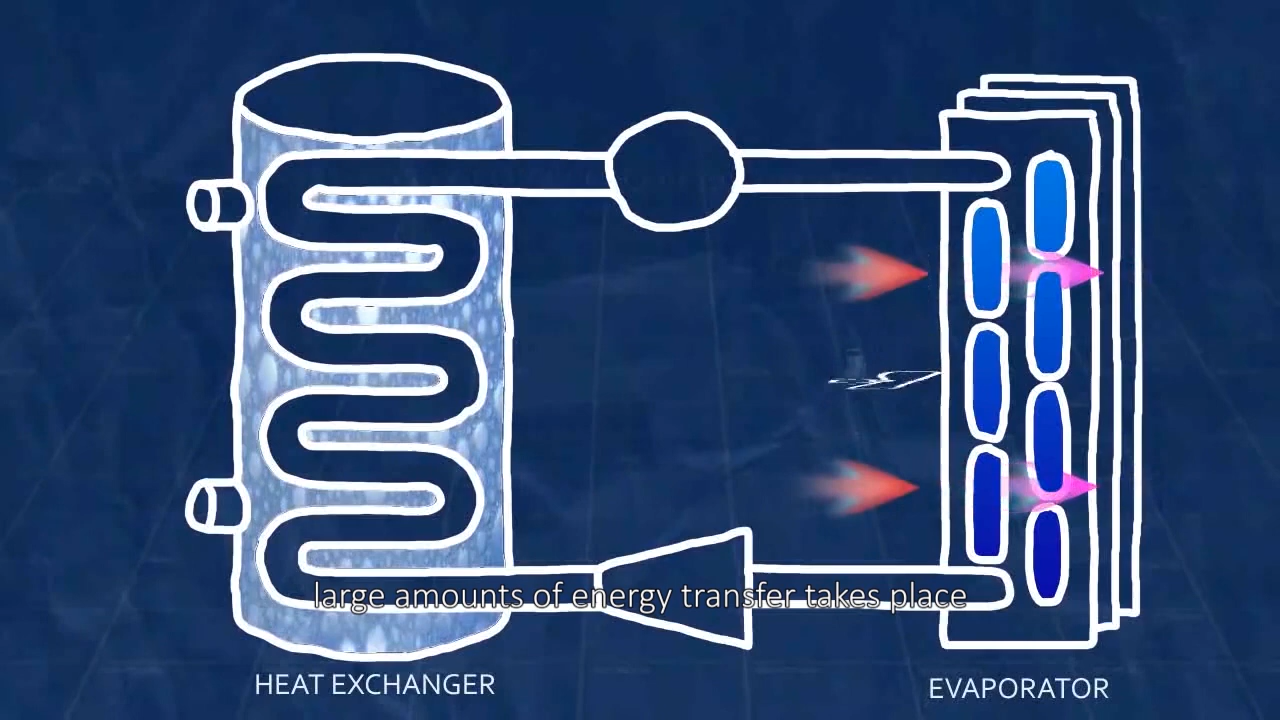 large amounts of energy transfer takes place
HEAT EXCHANGER
EVAPORATOR